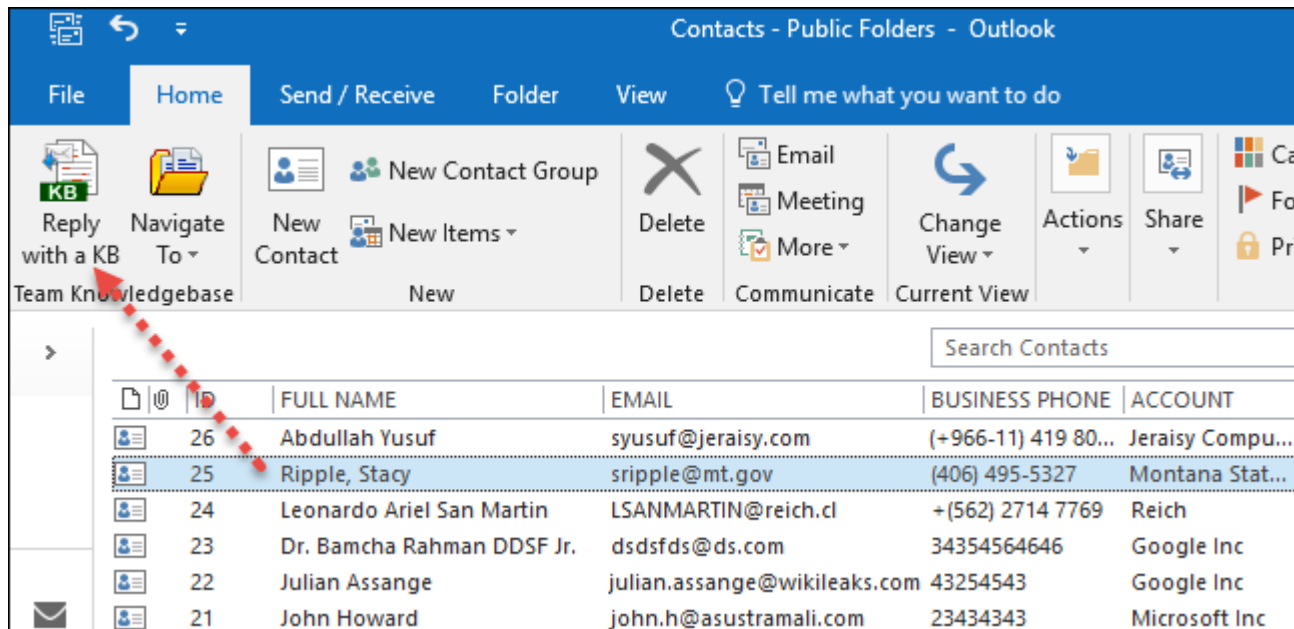 Contacts - Public Folders - Outlook
File Home Send / Receive Folder View Tell me what you want to do
KB
Reply with a KB
Navigate To
New Contact
New Contact Group
New Items
Delete
Email
Meeting
More
Change View
Actions
Share
Ca
Fo
Pri
Team Knowledgebase New Delete Communicate Current View
Search Contacts
ID FULL NAME EMAIL BUSINESS PHONE ACCOUNT
26 Abdullah Yusuf syusuf@jeraisy.com (+966-11) 419 80... Jeraisy Compu...
25 Ripple, Stacy sripple@mt.gov (406) 495-5327 Montana Stat...
24 Leonardo Ariel San Martin LSANMARTIN@reich.cl +(562) 2714 7769 Reich
23 Dr. Bamcha Rahman DDSF Jr. dsdsfds@ds.com 34354564646 Google Inc
22 Julian Assange julian.assange@wikileaks.com 43254543 Google Inc
21 John Howard john.h@asustramali.com 23434343 Microsoft Inc